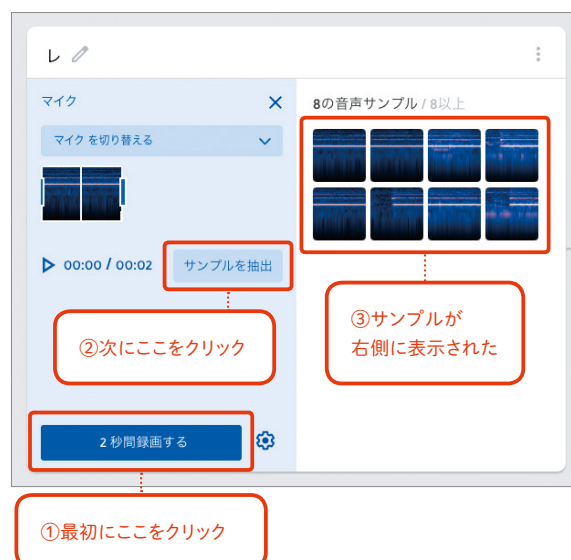 レ
マイク
マイク を切り替える
00:00 / 00:02
サンプルを抽出
②次にここをクリック
2 秒間録画する
①最初にここをクリック
8の音声サンプル / 8以上
③サンプルが
右側に表示された